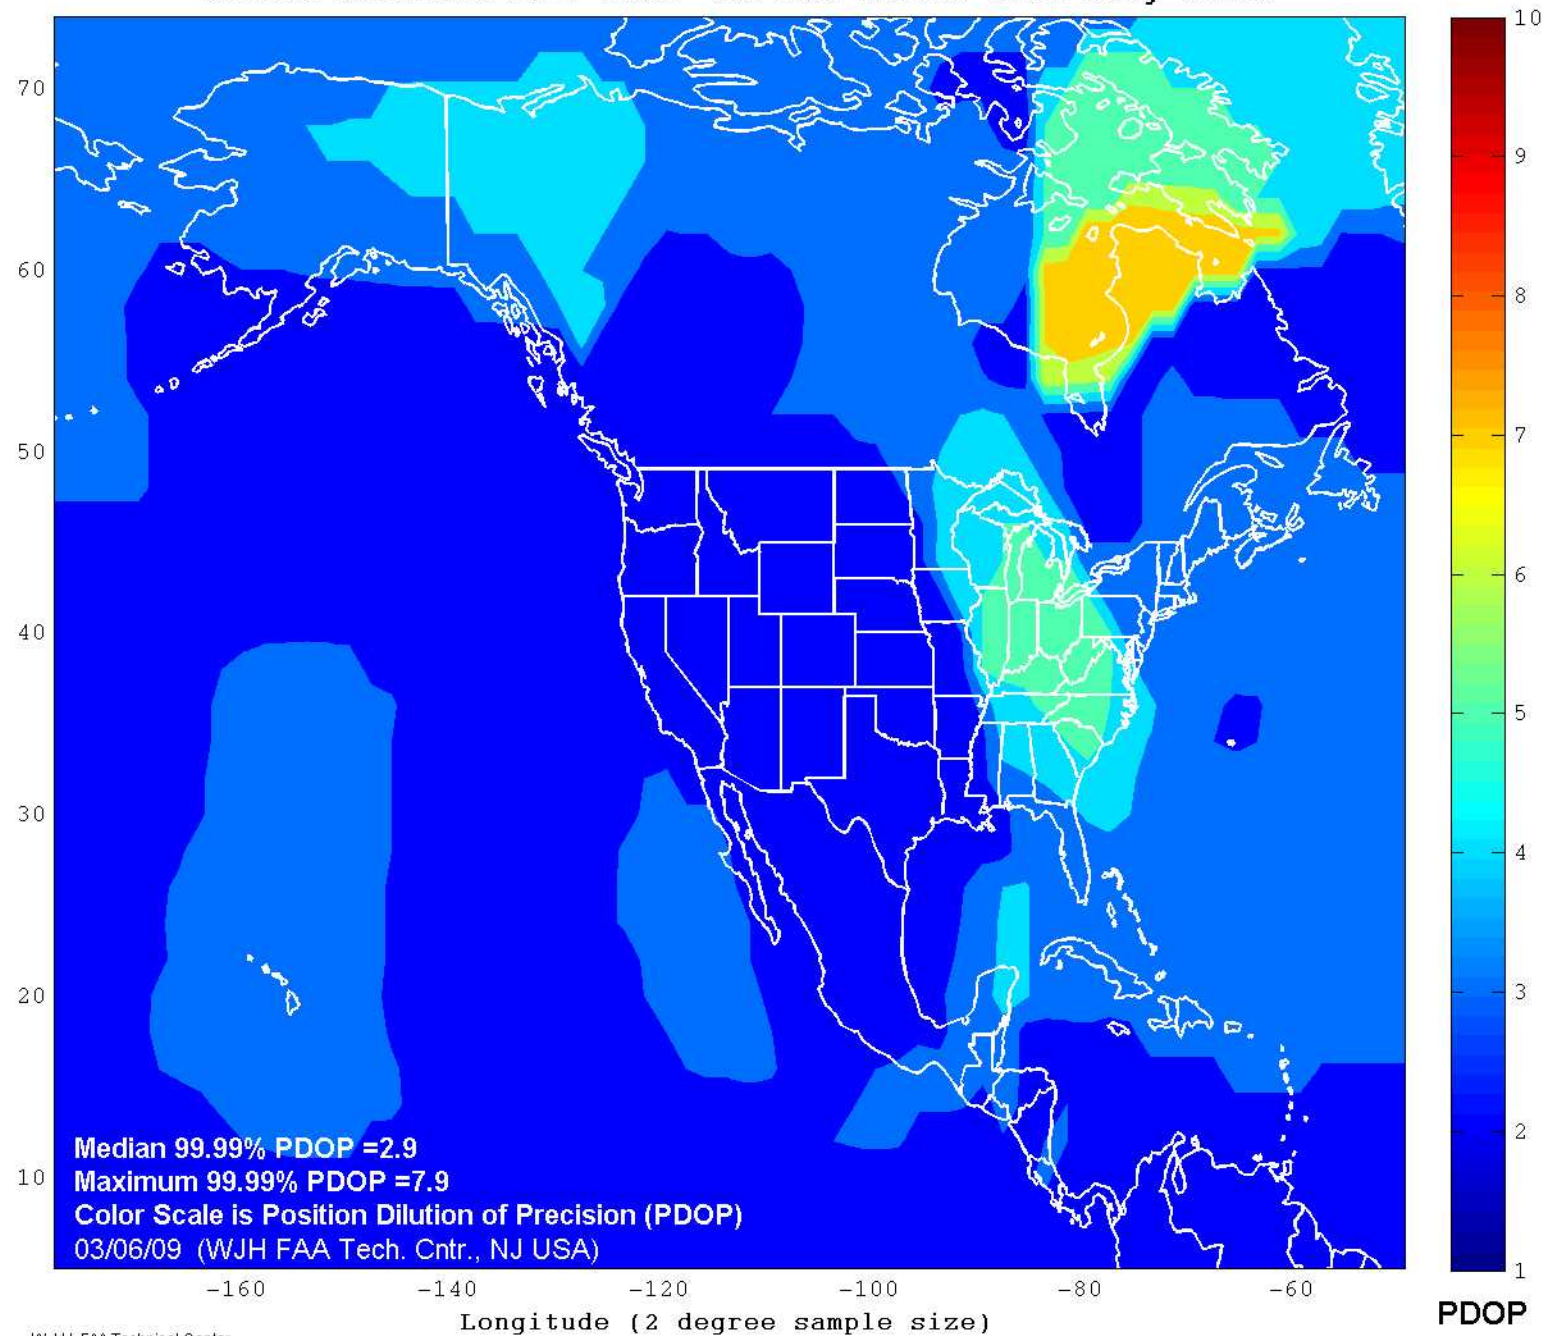 10
70
9
60
8
50
7
6
40
5
30
4
20
3
Median 99.99% PDOP =2.9
2
10
Maximum 99.99% PDOP =7.9
Color Scale is Position Dilution of Precision (PDOP)
03/06/09 (WJH FAA Tech. Cntr., NJ USA)
1
-160 -140 -120 -100 -80 -60
PDOP
Longitude (2 degree sample size)